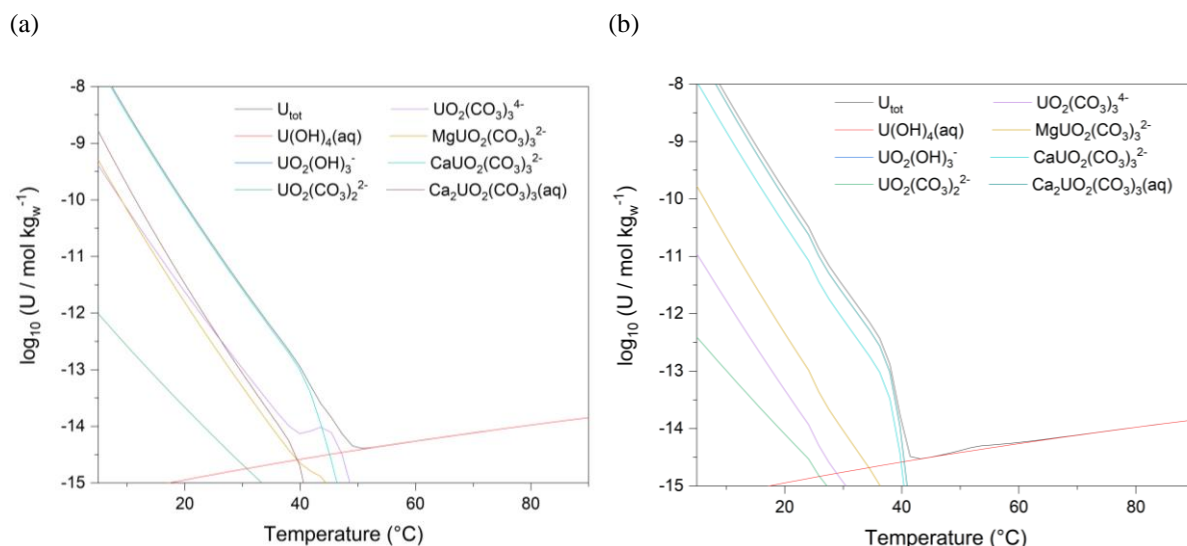 (a)
(b)
-8
-9
-10
-11
-12
-13
-14
-15
log₁₀ (U / mol kg_w⁻¹)
20 40 60 80
Temperature (°C)
U_tot
U(OH)₄(aq)
UO₂(OH)₃⁻
UO₂(CO₃)₂²⁻
UO₂(CO₃)₃⁴⁻
MgUO₂(CO₃)₃²⁻
CaUO₂(CO₃)₃²⁻
Ca₂UO₂(CO₃)₃(aq)
-8
-9
-10
-11
-12
-13
-14
-15
log₁₀ (U / mol kg_w⁻¹)
20 40 60 80
Temperature (°C)
U_tot
U(OH)₄(aq)
UO₂(OH)₃⁻
UO₂(CO₃)₂²⁻
UO₂(CO₃)₃⁴⁻
MgUO₂(CO₃)₃²⁻
CaUO₂(CO₃)₃²⁻
Ca₂UO₂(CO₃)₃(aq)